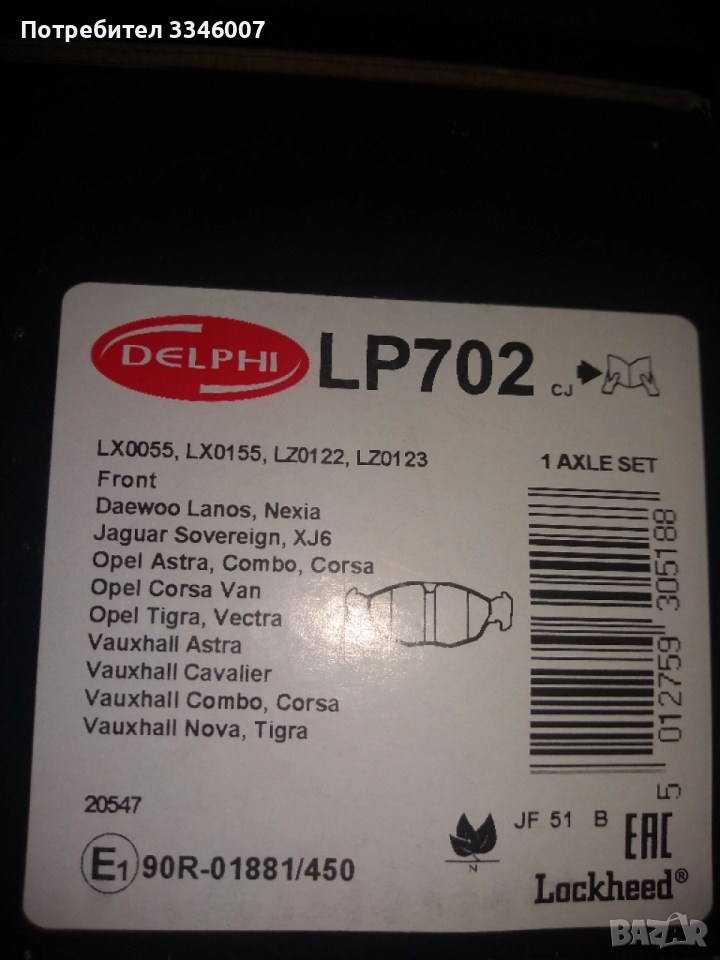 Потребител 3346007
DELPHI
LP702 CJ
LX0055, LX0155, LZ0122, LZ0123
1 AXLE SET
Front
Daewoo Lanos, Nexia
Jaguar Sovereign, XJ6
Opel Astra, Combo, Corsa
Opel Corsa Van
Opel Tigra, Vectra
Vauxhall Astra
Vauxhall Cavalier
Vauxhall Combo, Corsa
Vauxhall Nova, Tigra
5 012759 305188
20547
JF 51 B
EAC
E1 90R-01881/450
N
Lockheed®
BAZAR